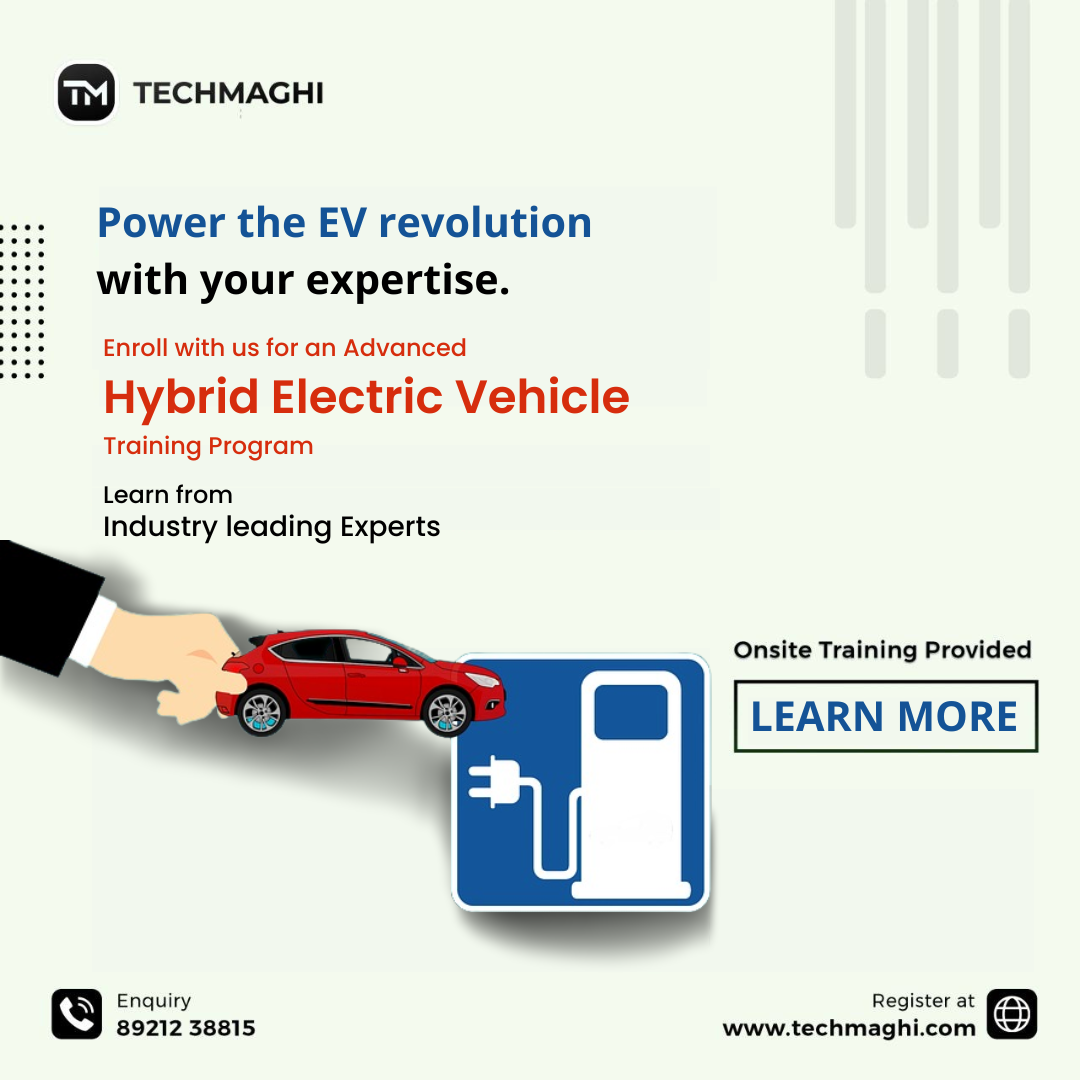 TM TECHMAGHI
Power the EV revolution
with your expertise.
Enroll with us for an Advanced
Hybrid Electric Vehicle
Training Program
Learn from
Industry leading Experts
Onsite Training Provided
LEARN MORE
Enquiry
89212 38815
Register at
www.techmaghi.com